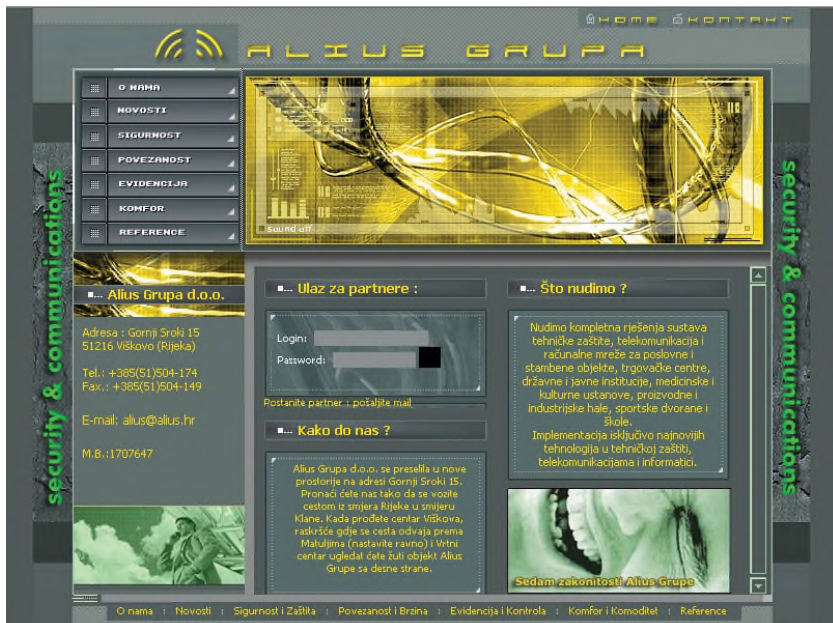 HOME KONTAKT
ALIUS GRUPA
O NAMA
NOVOSTI
SIGURNOST
POVEZANOST
EVIDENCIJA
KOMFOR
REFERENCE
sound off
security & communications
security & communications
Alius Grupa d.o.o.
Adresa : Gornji Sroki 15
51216 Viškovo (Rijeka)
Tel.: +385(51)504-174
Fax.: +385(51)504-149
E-mail: alius@alius.hr
M.B.:1707647
Ulaz za partnere :
Login:
Password:
Postanite partner : pošaljite mail
Kako do nas ?
Alius Grupa d.o.o. se preselila u nove
prostorije na adresi Gornji Sroki 15.
Pronaći ćete nas tako da se vozite
cestom iz smjera Rijeke u smijeru
Klane. Kada prođete centar Viškova,
raskršće gdje se cesta odvaja prema
Matuljima (nastavite ravno) i Vrtni
centar ugledat ćete žuti objekt Alius
Grupe sa desne strane.
Što nudimo ?
Nudimo kompletna rješenja sustava
tehničke zaštite, telekomunikacija i
računalne mreže za poslovne i
stambene objekte, trgovačke centre,
državne i javne institucije, medicinske i
kulturne ustanove, proizvodne i
industrijske hale, sportske dvorane i
škole.
Implementacija isključivo najnovijih
tehnologija u tehničkoj zaštiti,
telekomunikacijama i informatici.
Sedam zakonitosti Alius Grupe
O nama : Novosti : Sigurnost i Zaštita : Povezanost i Brzina : Evidencija i Kontrola : Komfor i Komoditet : Reference